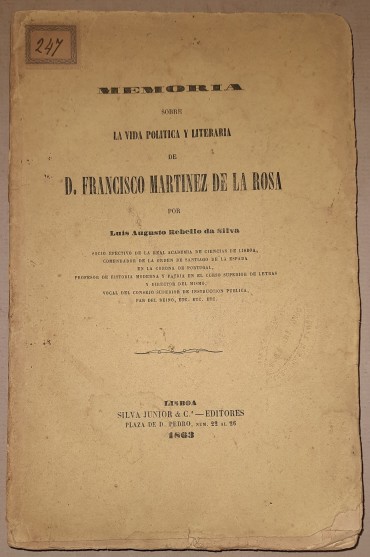 247
MEMORIA
SOBRE
LA VIDA POLITICA Y LITERARIA
DE
D. FRANCISCO MARTINEZ DE LA ROSA
POR
Luis Augusto Rebello da Silva
SOCIO EFECTIVO DE LA REAL ACADEMIA DE CIENCIAS DE LISBOA,
COMENDADOR DE LA ORDEN DE SANTIAGO DE LA ESPADA
EN LA ORDENA DE PORTUGAL,
PROFESOR DE HISTORIA MODERNA Y PATRIA EN EL CURSO SUPERIOR DE LETRAS
Y DIRECTOR DEL MISMO,
VOCAL DEL CONSEJO SUPERIOR DE INSTRUCCION PUBLICA,
PAR DEL REINO, ETC. ETC. ETC.
LISBOA
SILVA JUNIOR & C.ª — EDITORES
PLAZA DE D. PEDRO, NUM. 22 AL 26
1863